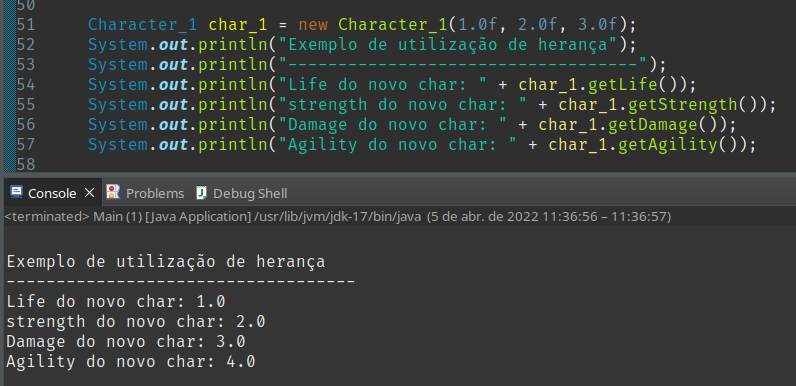 50
51 Character_1 char_1 = new Character_1(1.0f, 2.0f, 3.0f);
52 System.out.println("Exemplo de utilização de herança");
53 System.out.println("-----------------------------------");
54 System.out.println("Life do novo char: " + char_1.getLife());
55 System.out.println("strength do novo char: " + char_1.getStrength());
56 System.out.println("Damage do novo char: " + char_1.getDamage());
57 System.out.println("Agility do novo char: " + char_1.getAgility());
58
Console Problems Debug Shell
<terminated> Main (1) [Java Application] /usr/lib/jvm/jdk-17/bin/java (5 de abr. de 2022 11:36:56 – 11:36:57)
Exemplo de utilização de herança
-----------------------------------
Life do novo char: 1.0
strength do novo char: 2.0
Damage do novo char: 3.0
Agility do novo char: 4.0